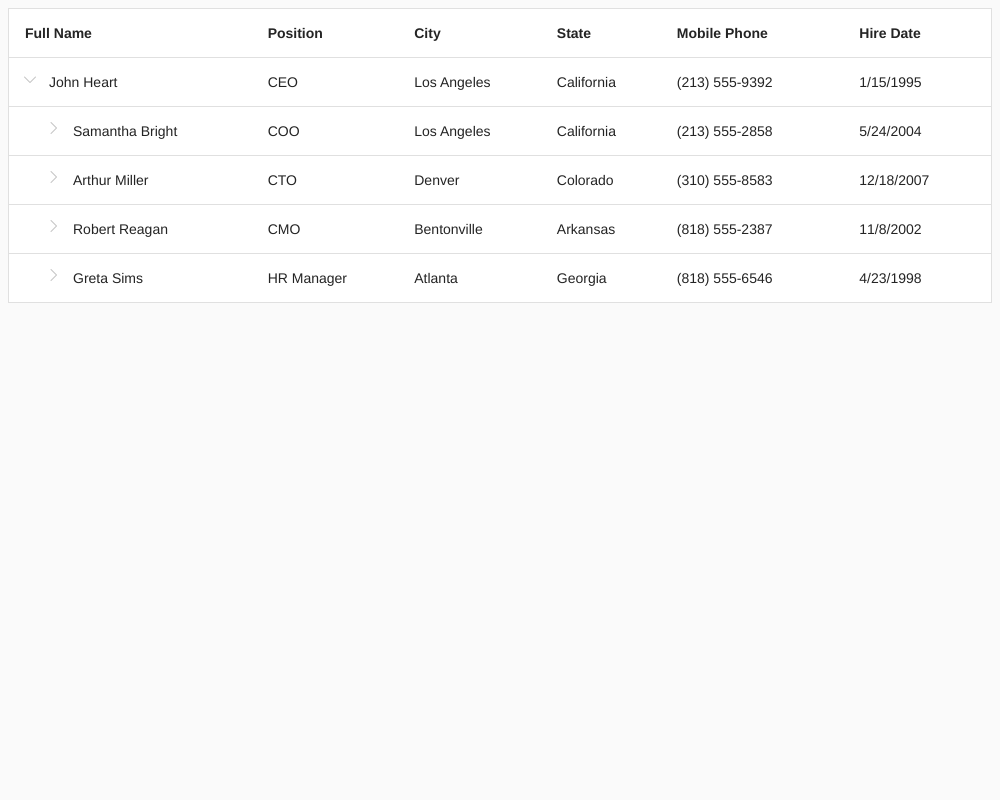 Full Name Position City State Mobile Phone Hire Date
John Heart CEO Los Angeles California (213) 555-9392 1/15/1995
Samantha Bright COO Los Angeles California (213) 555-2858 5/24/2004
Arthur Miller CTO Denver Colorado (310) 555-8583 12/18/2007
Robert Reagan CMO Bentonville Arkansas (818) 555-2387 11/8/2002
Greta Sims HR Manager Atlanta Georgia (818) 555-6546 4/23/1998